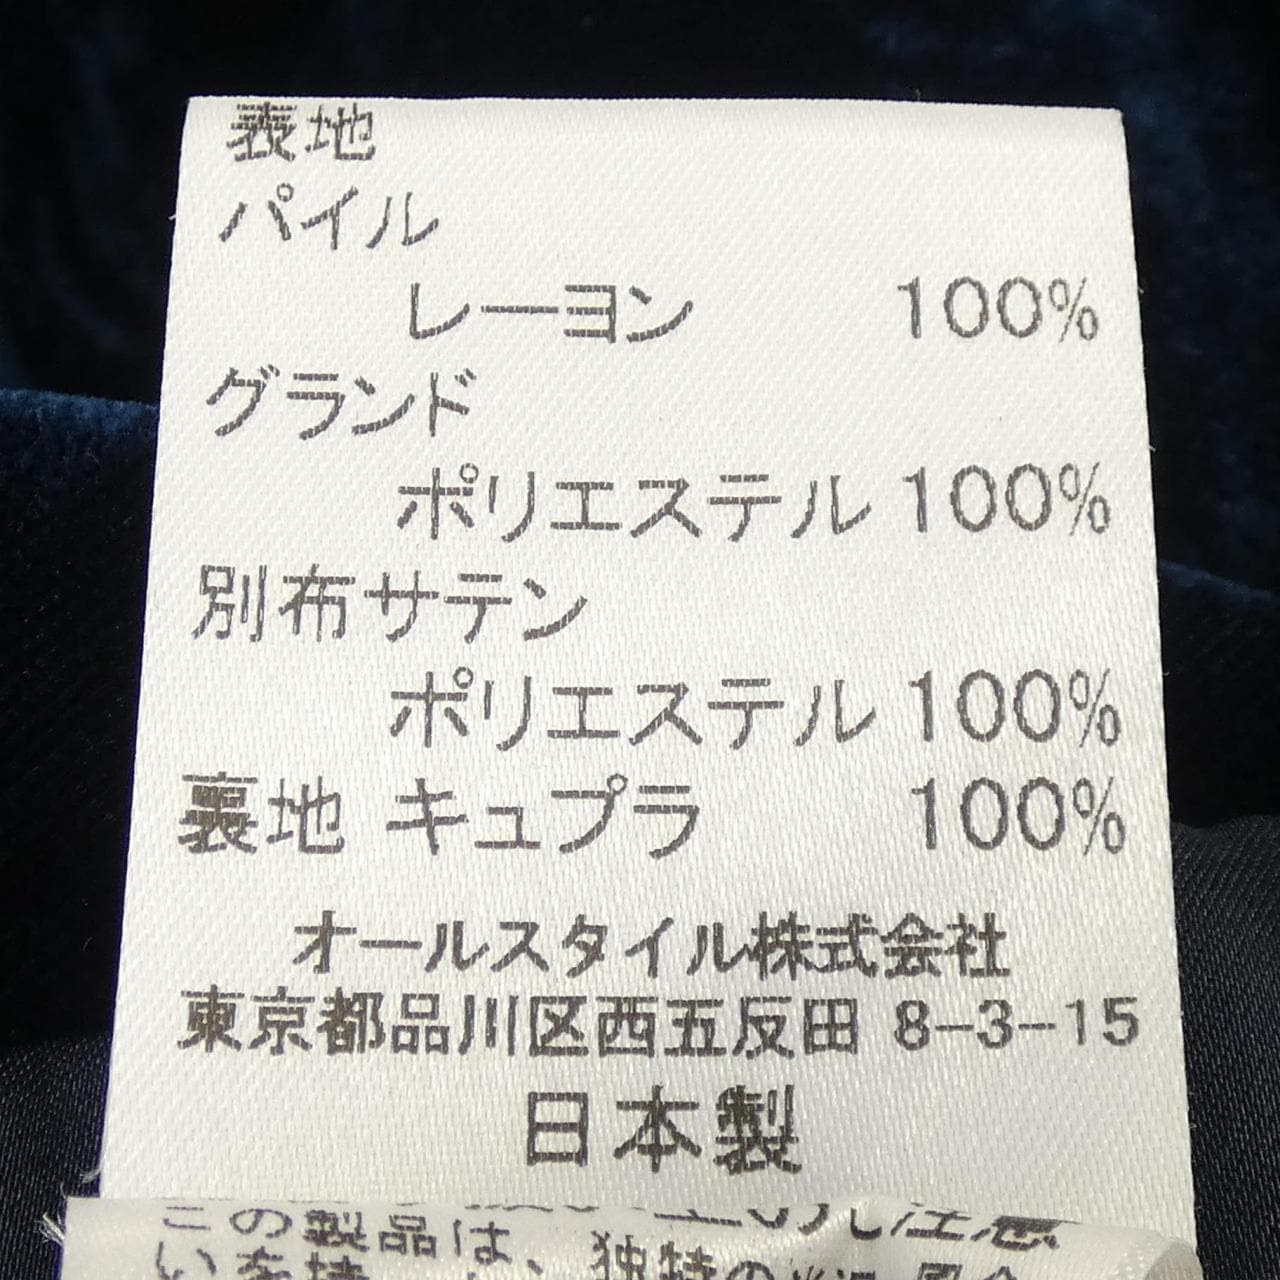 表地
パイル
レーヨン 100%
グランド
ポリエステル 100%
別布サテン
ポリエステル 100%
裏地 キュプラ 100%
オールスタイル株式会社
東京都品川区西五反田 8-3-15
日本製
この製品は、
独特の